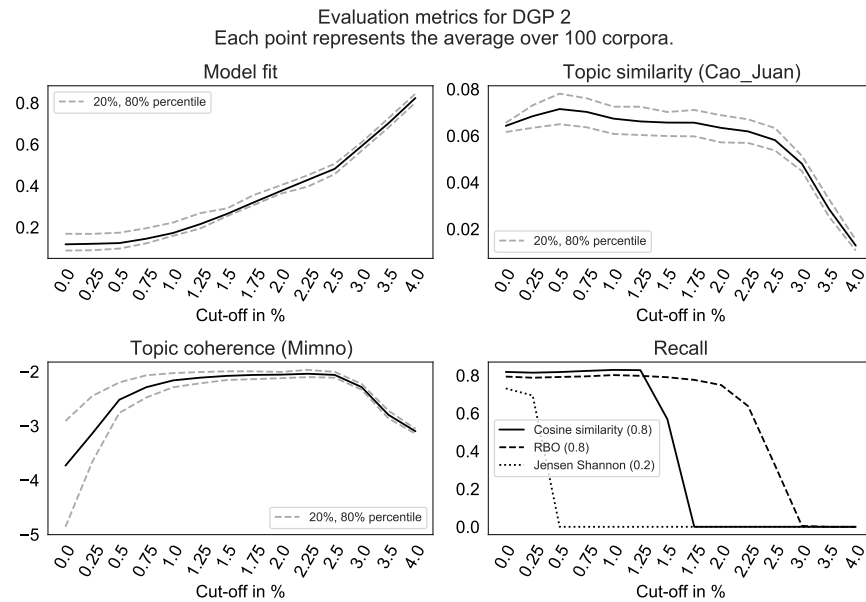 Evaluation metrics for DGP 2
Each point represents the average over 100 corpora.
Model fit
20%, 80% percentile
0.8
0.6
0.4
0.2
0.0 0.25 0.5 0.75 1.0 1.25 1.5 1.75 2.0 2.25 2.5 3.0 3.5 4.0
Cut-off in %
Topic similarity (Cao_Juan)
0.08
0.06
0.04
0.02
20%, 80% percentile
0.0 0.25 0.5 0.75 1.0 1.25 1.5 1.75 2.0 2.25 2.5 3.0 3.5 4.0
Cut-off in %
Topic coherence (Mimno)
−2
−3
−4
−5
20%, 80% percentile
0.0 0.25 0.5 0.75 1.0 1.25 1.5 1.75 2.0 2.25 2.5 3.0 3.5 4.0
Cut-off in %
Recall
0.8
0.6
0.4
0.2
0.0
Cosine similarity (0.8)
RBO (0.8)
Jensen Shannon (0.2)
0.0 0.25 0.5 0.75 1.0 1.25 1.5 1.75 2.0 2.25 2.5 3.0 3.5 4.0
Cut-off in %